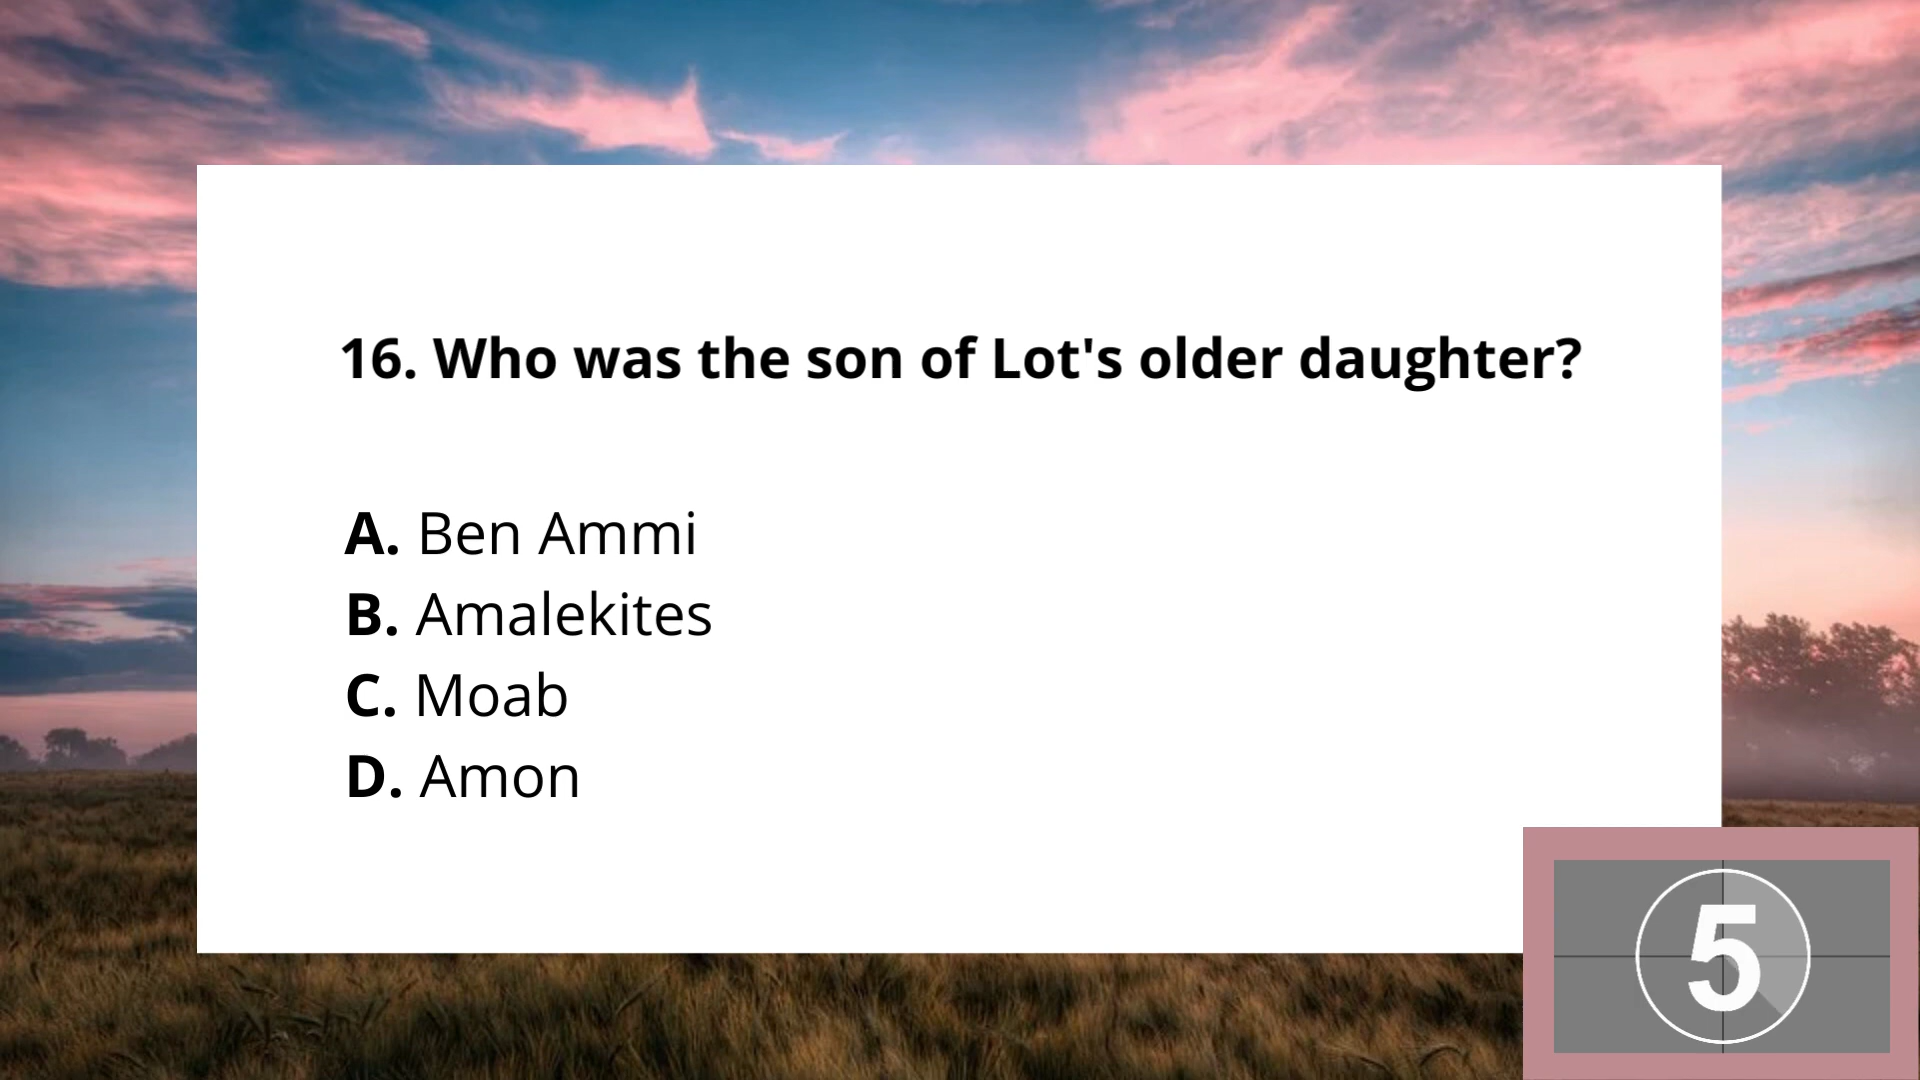 16. Who was the son of Lot's older daughter?
A. Ben Ammi
B. Amalekites
C. Moab
D. Amon
5